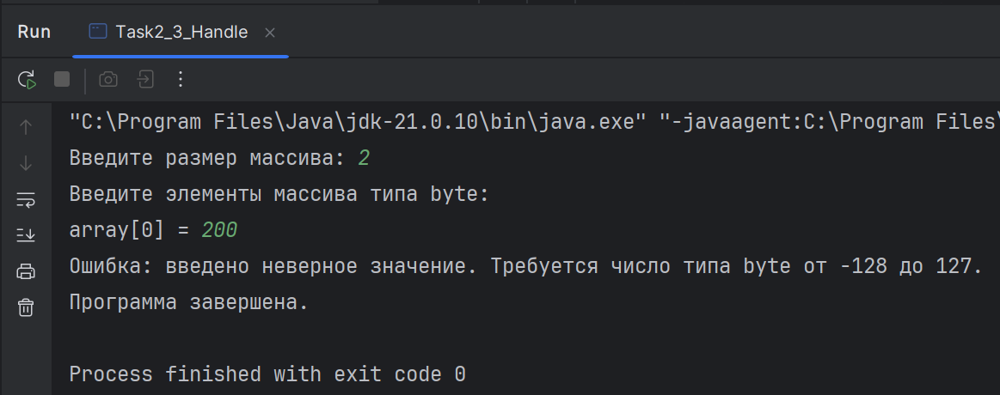 Run Task2_3_Handle
"C:\Program Files\Java\jdk-21.0.10\bin\java.exe" "-javaagent:C:\Program Files\
Введите размер массива: 2
Введите элементы массива типа byte:
array[0] = 200
Ошибка: введено неверное значение. Требуется число типа byte от -128 до 127.
Программа завершена.
Process finished with exit code 0